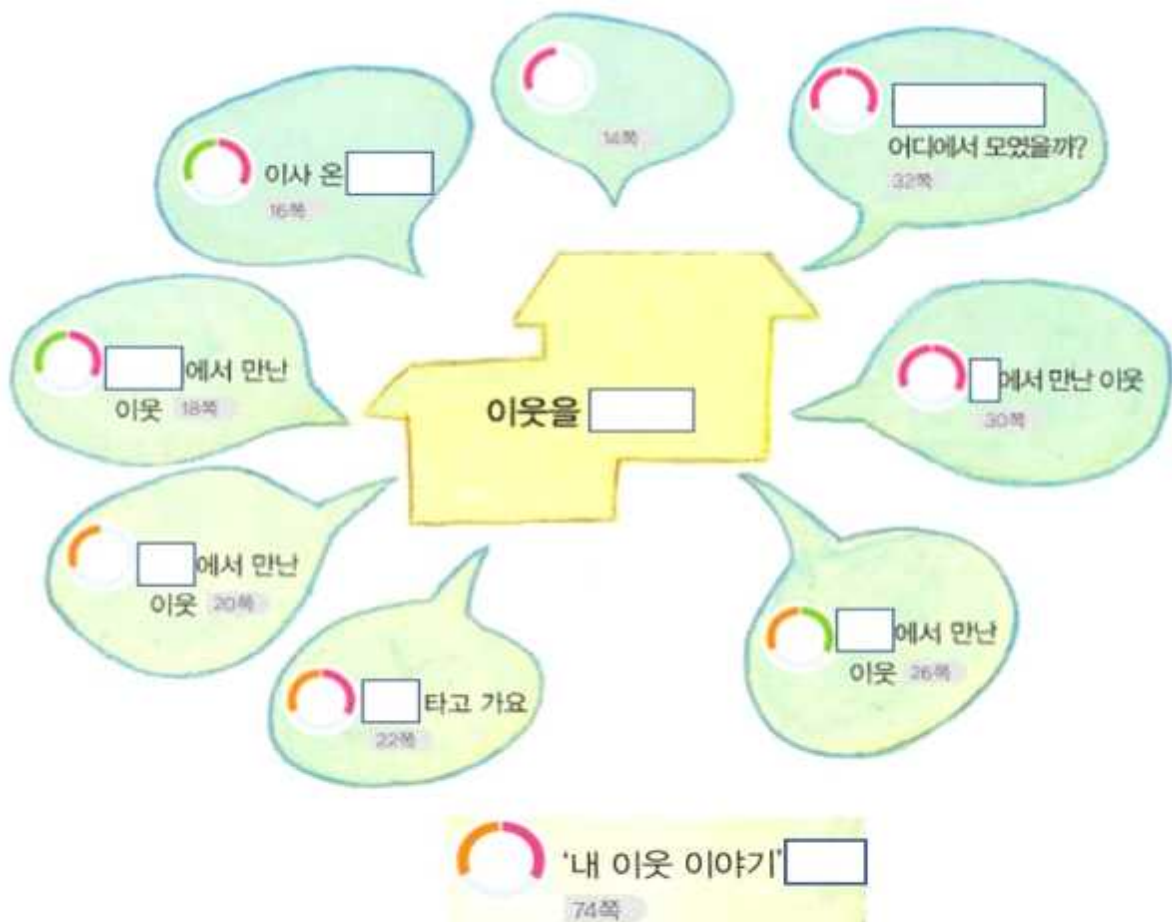 14쪽
이사 온
16쪽
어디에서 모였을까?
32쪽
에서 만난
이웃 18쪽
이웃을
에서 만난 이웃
30쪽
에서 만난
이웃 20쪽
타고 가요
22쪽
에서 만난
이웃 26쪽
'내 이웃 이야기'
74쪽